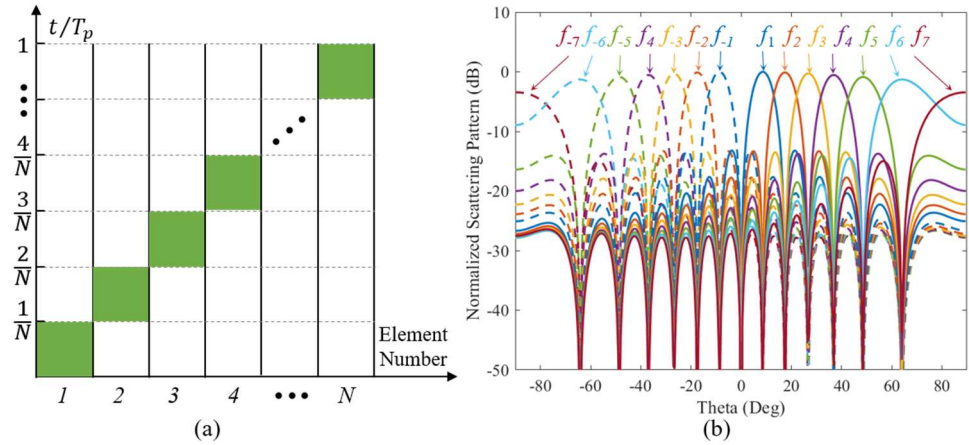 t/T_p
1
4/N
3/N
2/N
1/N
Element
Number
1 2 3 4 ••• N
(a)
Normalized Scattering Pattern (dB)
10
0
-10
-20
-30
-40
-50
f_-7 f_-6 f_-5 f_4 f_-3 f_-2 f_-1 f_1 f_2 f_3 f_4 f_5 f_6 f_7
-80 -60 -40 -20 0 20 40 60 80
Theta (Deg)
(b)